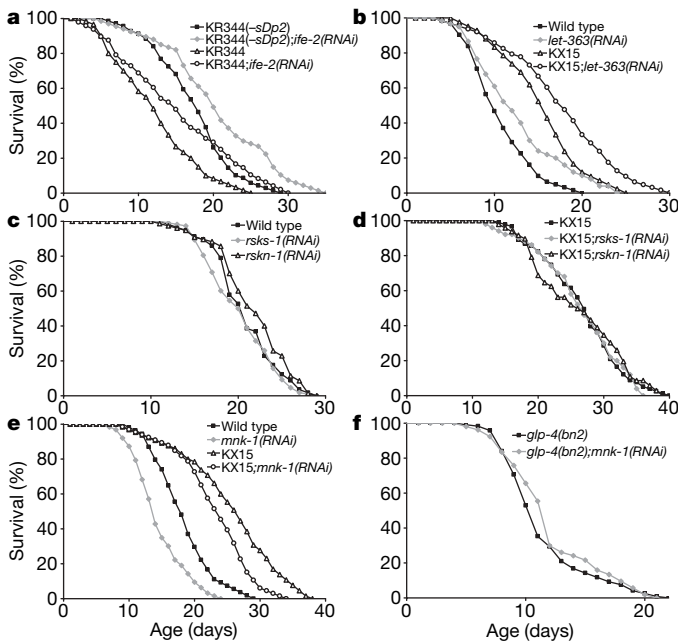 a
KR344(–sDp2)
KR344(–sDp2);ife-2(RNAi)
KR344
KR344;ife-2(RNAi)
Survival (%)
100
80
60
40
20
0
0
10
20
30
b
Wild type
let-363(RNAi)
KX15
KX15;let-363(RNAi)
100
80
60
40
20
0
0
10
20
30
c
Wild type
rsks-1(RNAi)
rskn-1(RNAi)
Survival (%)
100
80
60
40
20
0
0
10
20
30
d
KX15
KX15;rsks-1(RNAi)
KX15;rskn-1(RNAi)
100
80
60
40
20
0
0
10
20
30
40
e
Wild type
mnk-1(RNAi)
KX15
KX15;mnk-1(RNAi)
Survival (%)
100
80
60
40
20
0
0
10
20
30
40
Age (days)
f
glp-4(bn2)
glp-4(bn2);mnk-1(RNAi)
100
80
60
40
20
0
0
10
20
Age (days)